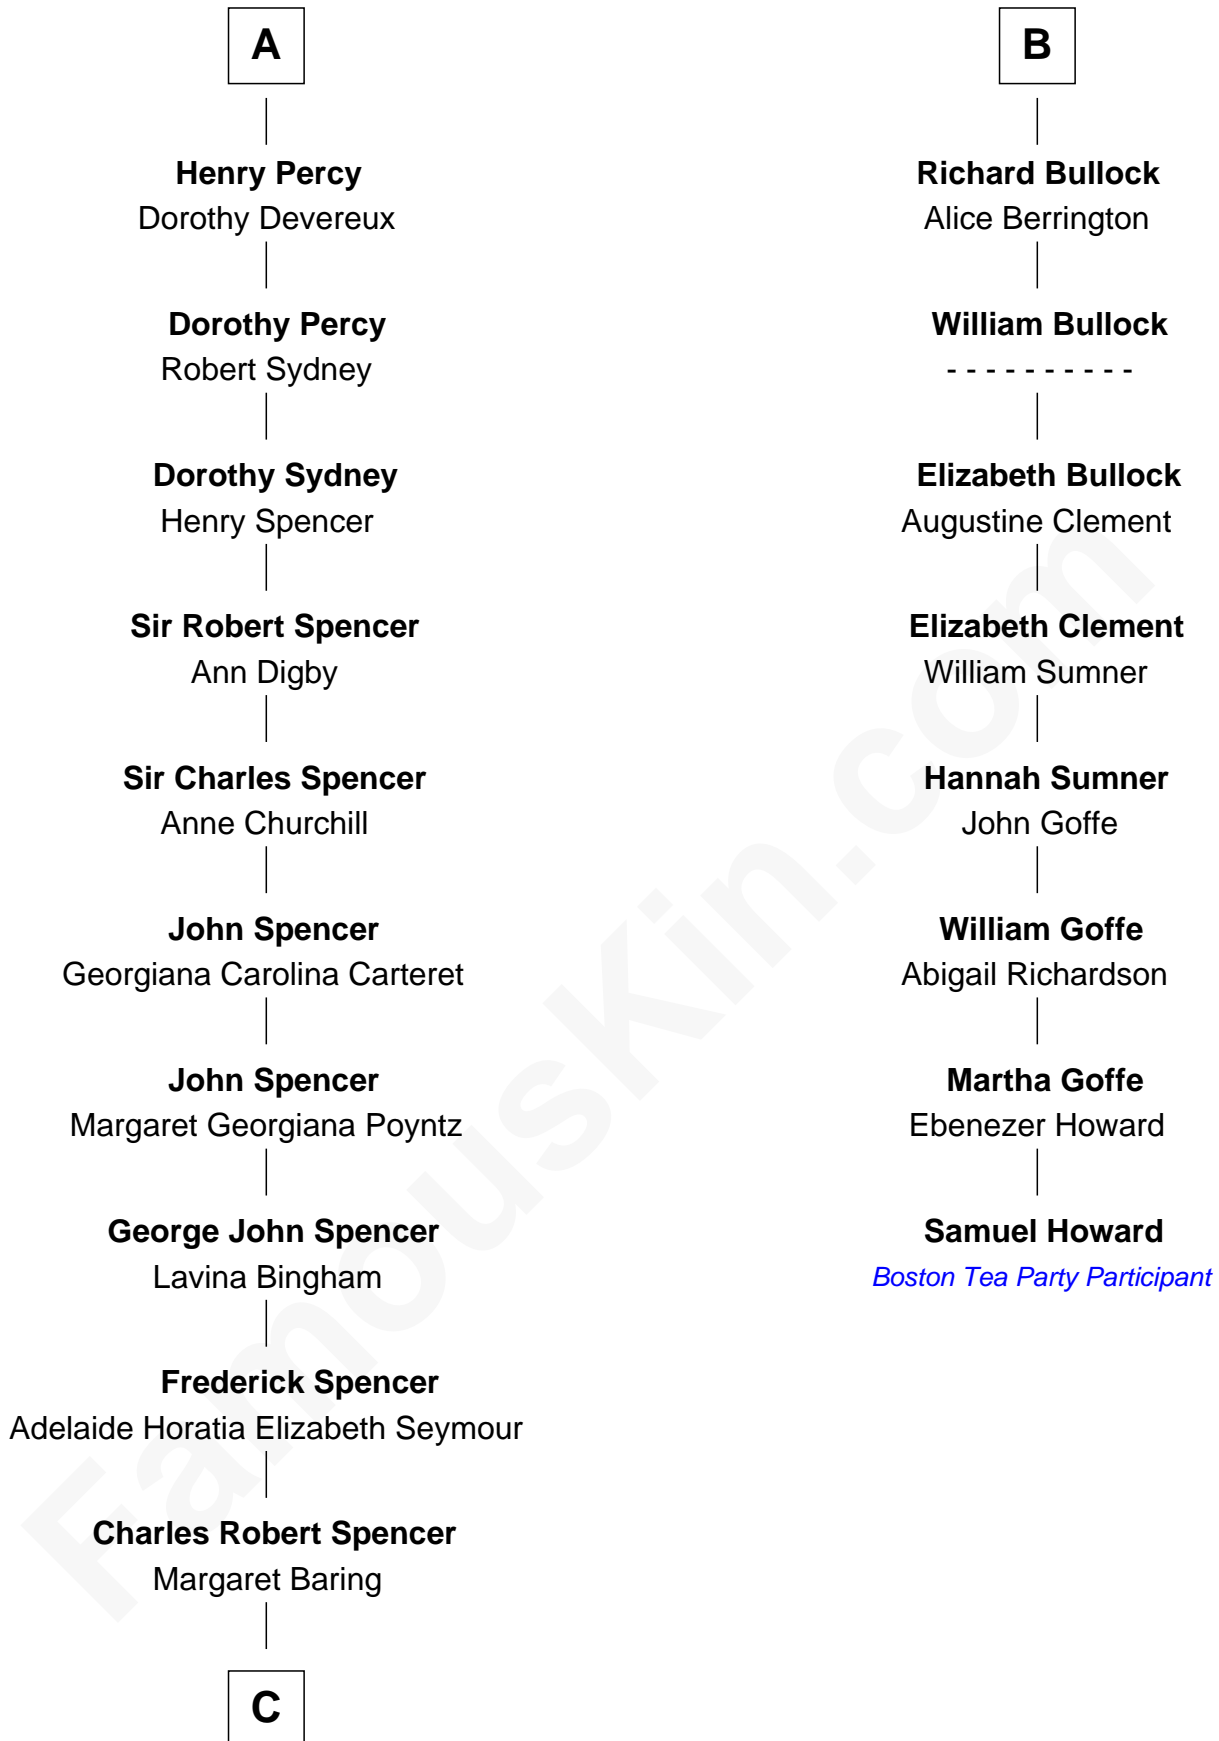 A
Henry Percy
Dorothy Devereux
Dorothy Percy
Robert Sydney
Dorothy Sydney
Henry Spencer
Sir Robert Spencer
Ann Digby
Sir Charles Spencer
Anne Churchill
John Spencer
Georgiana Carolina Carteret
John Spencer
Margaret Georgiana Poyntz
George John Spencer
Lavina Bingham
Frederick Spencer
Adelaide Horatia Elizabeth Seymour
Charles Robert Spencer
Margaret Baring
C
B
Richard Bullock
Alice Berrington
William Bullock
- - - - - - - - - -
Elizabeth Bullock
Augustine Clement
Elizabeth Clement
William Sumner
Hannah Sumner
John Goffe
William Goffe
Abigail Richardson
Martha Goffe
Ebenezer Howard
Samuel Howard
Boston Tea Party Participant
FamousKin.com